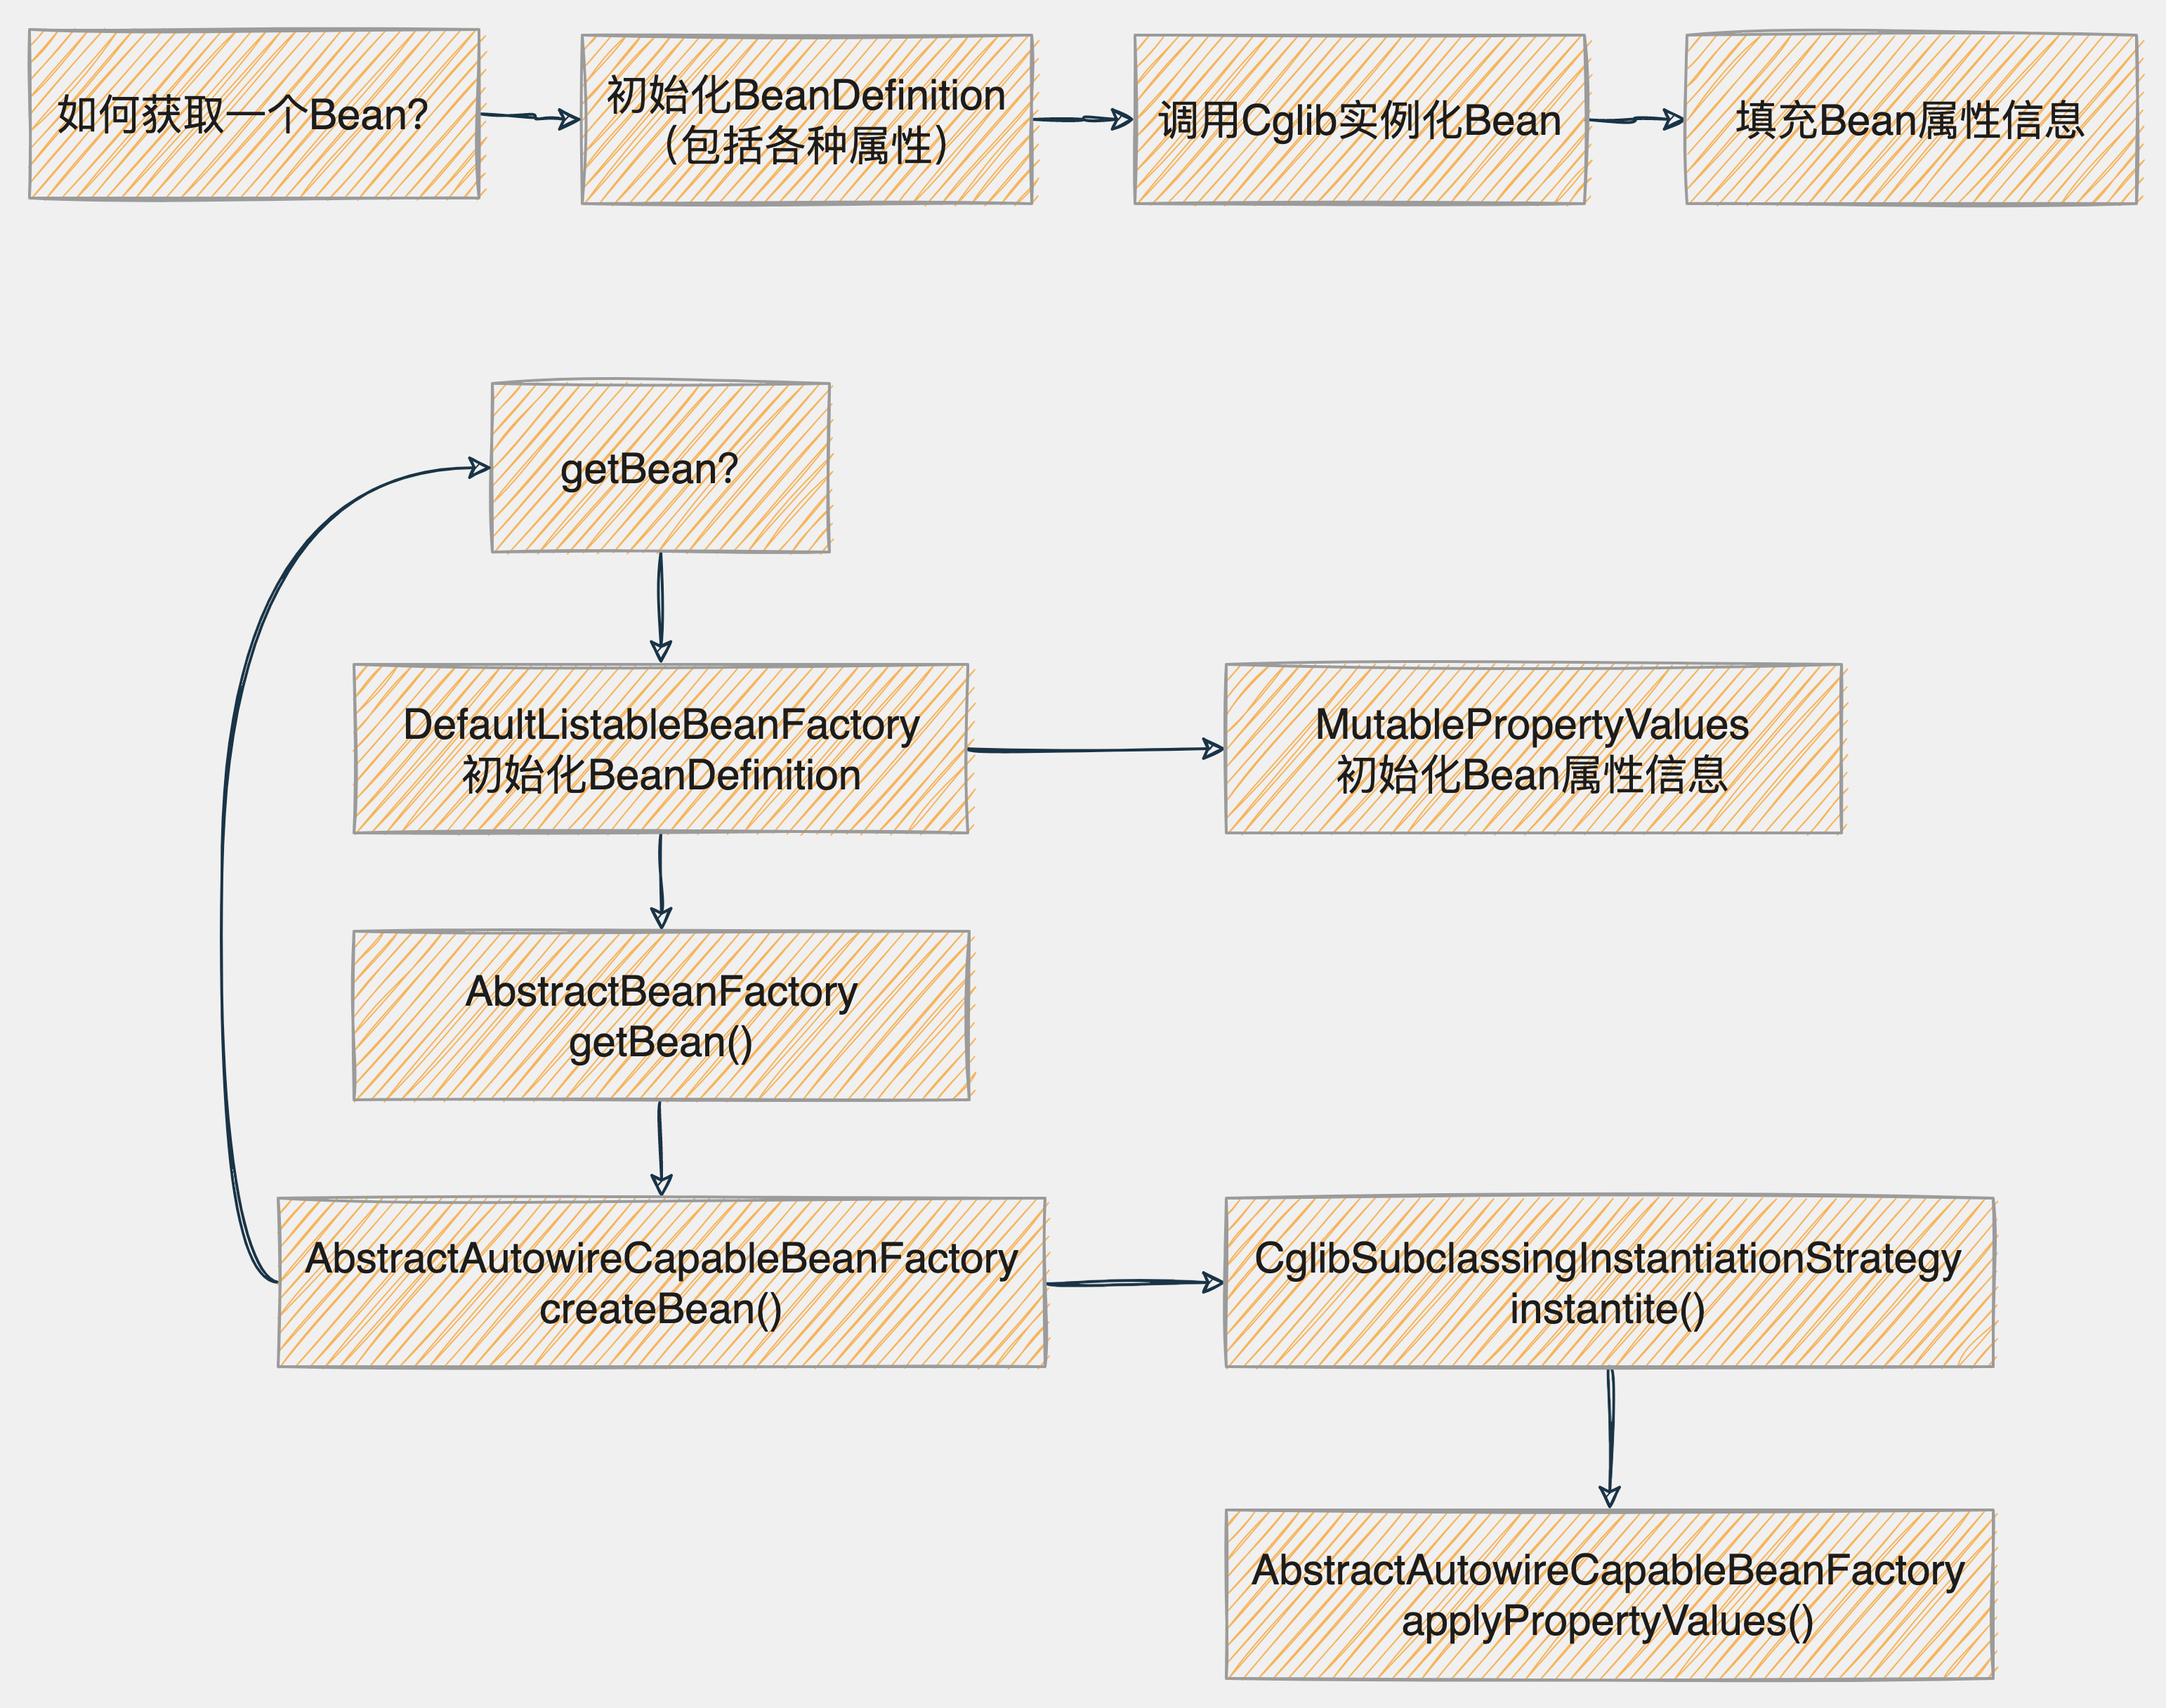 如何获取一个Bean?
初始化BeanDefinition
（包括各种属性）
调用Cglib实例化Bean
填充Bean属性信息
getBean?
DefaultListableBeanFactory
初始化BeanDefinition
MutablePropertyValues
初始化Bean属性信息
AbstractBeanFactory
getBean()
AbstractAutowireCapableBeanFactory
createBean()
CglibSubclassingInstantiationStrategy
instantite()
AbstractAutowireCapableBeanFactory
applyPropertyValues()